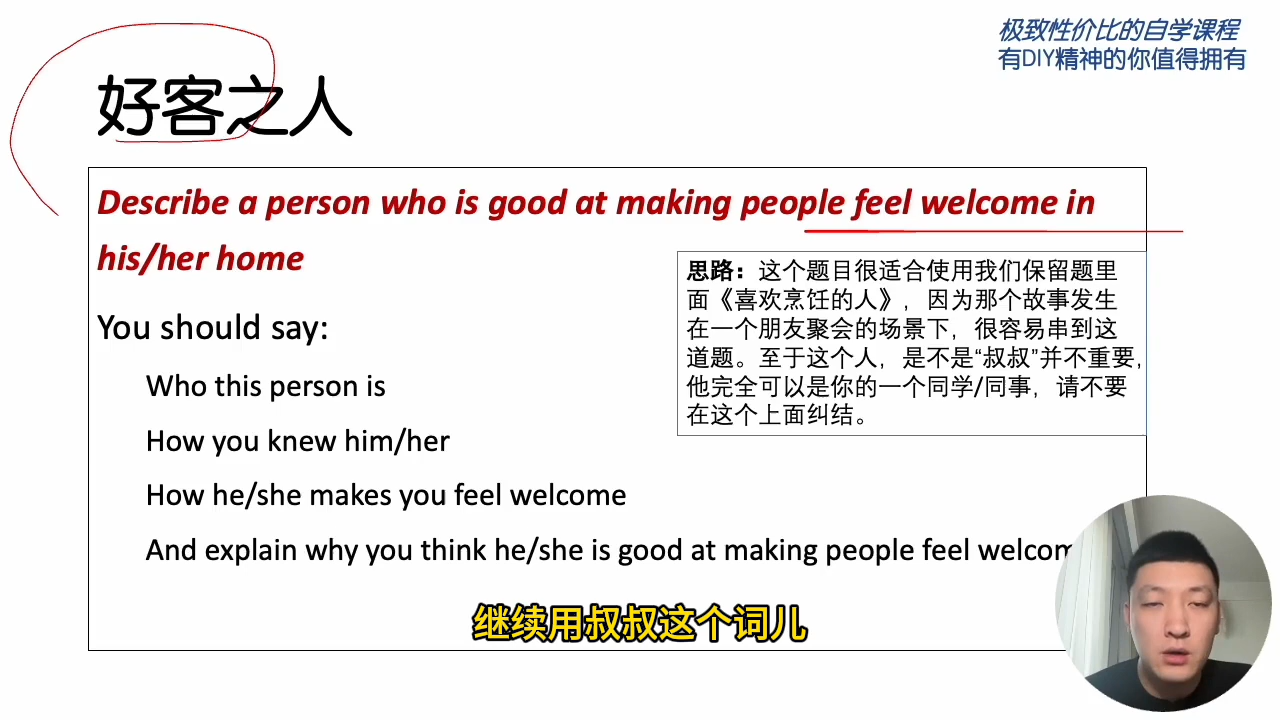 极致性价比的自学课程
有DIY精神的你值得拥有
好客之人
Describe a person who is good at making people feel welcome in
his/her home
思路：这个题目很适合使用我们保留题里
面《喜欢烹饪的人》，因为那个故事发生
在一个朋友聚会的场景下，很容易串到这
道题。至于这个人，是不是“叔叔”并不重要，
他完全可以是你的一个同学/同事，请不要
在这个上面纠结。
You should say:
Who this person is
How you knew him/her
How he/she makes you feel welcome
And explain why you think he/she is good at making people feel welcom
继续用叔叔这个词儿